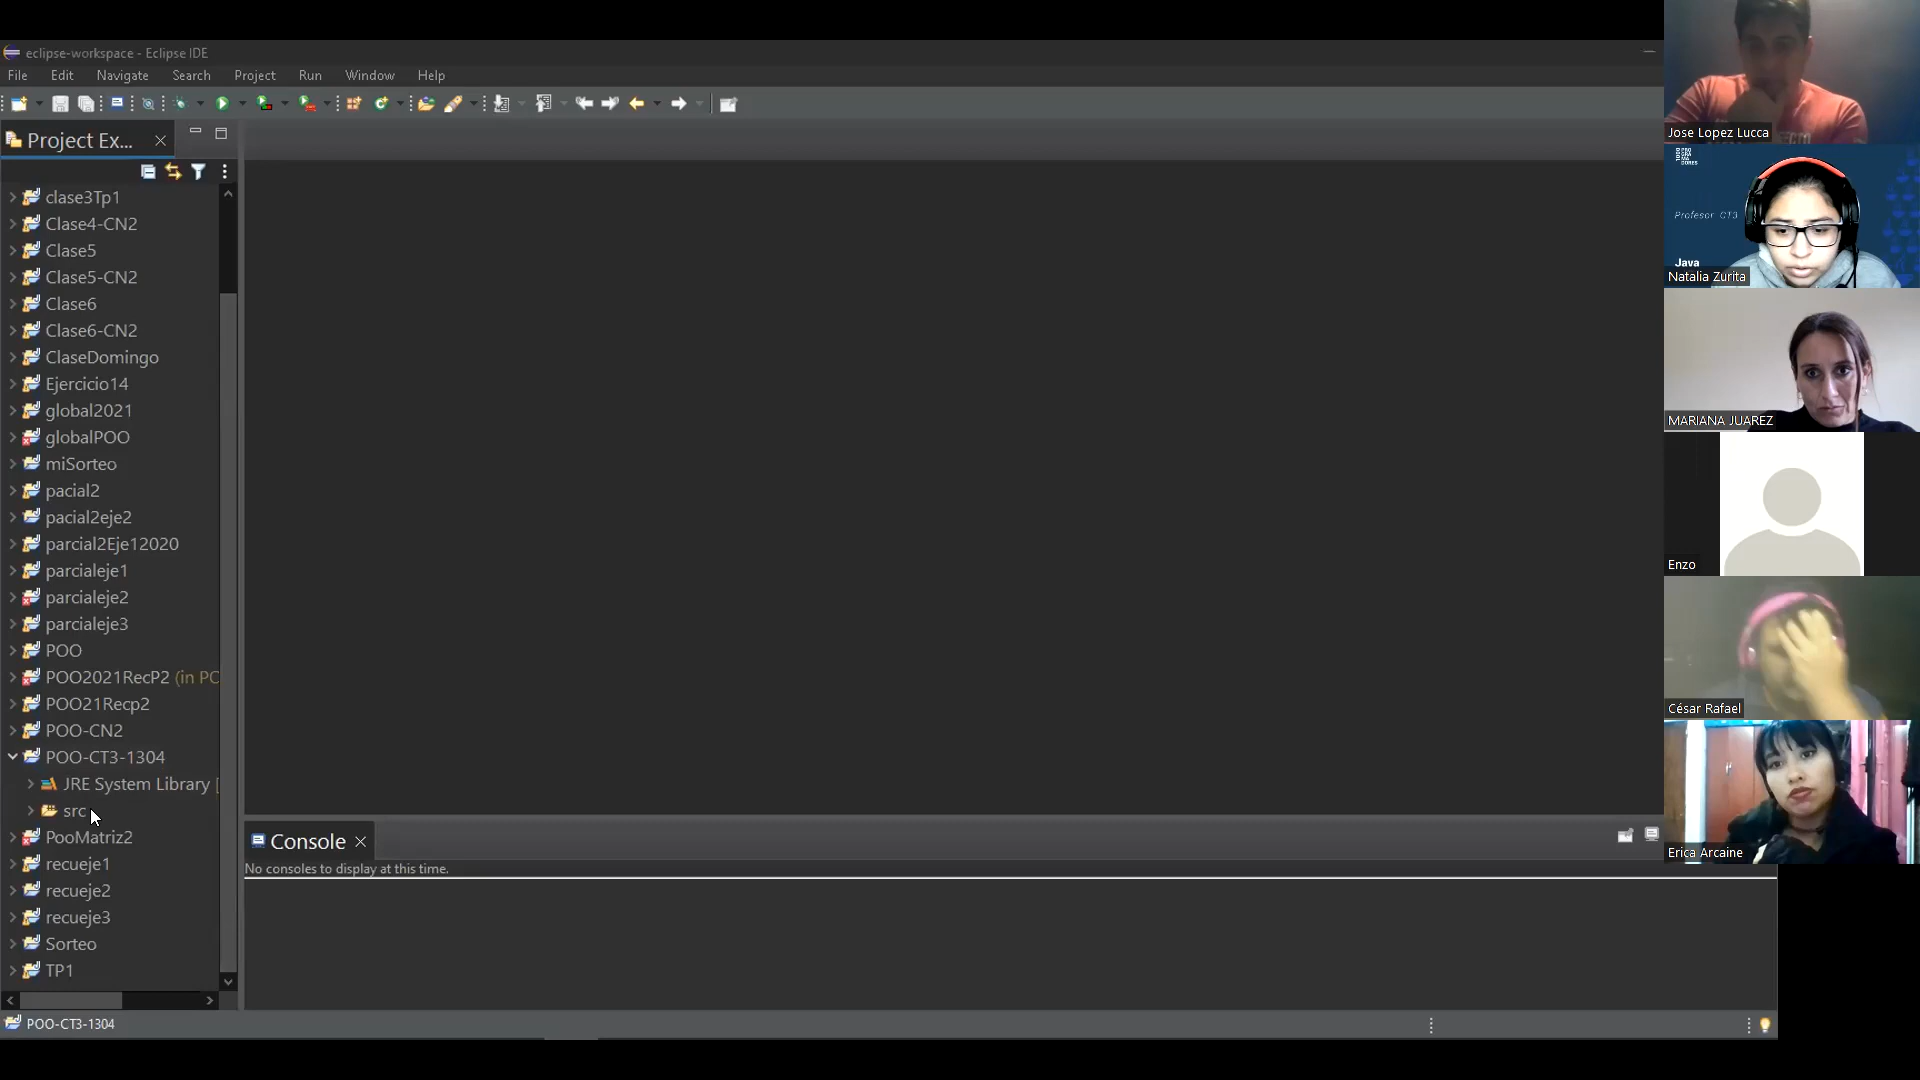 eclipse-workspace - Eclipse IDE
File Edit Navigate Search Project Run Window Help
Project Ex...
clase3Tp1
Clase4-CN2
Clase5
Clase5-CN2
Clase6
Clase6-CN2
ClaseDomingo
Ejercicio14
global2021
globalPOO
miSorteo
pacial2
pacial2eje2
parcial2Eje12020
parcialeje1
parcialeje2
parcialeje3
POO
POO2021RecP2 (in PC
POO21Recp2
POO-CN2
POO-CT3-1304
JRE System Library [
src
PooMatriz2
recueje1
recueje2
recueje3
Sorteo
TP1
POO-CT3-1304
Console
No consoles to display at this time.
Jose Lopez Lucca
Profesor CT3
Java
Natalia Zurita
MARIANA JUAREZ
Enzo
César Rafael
Erica Arcaine